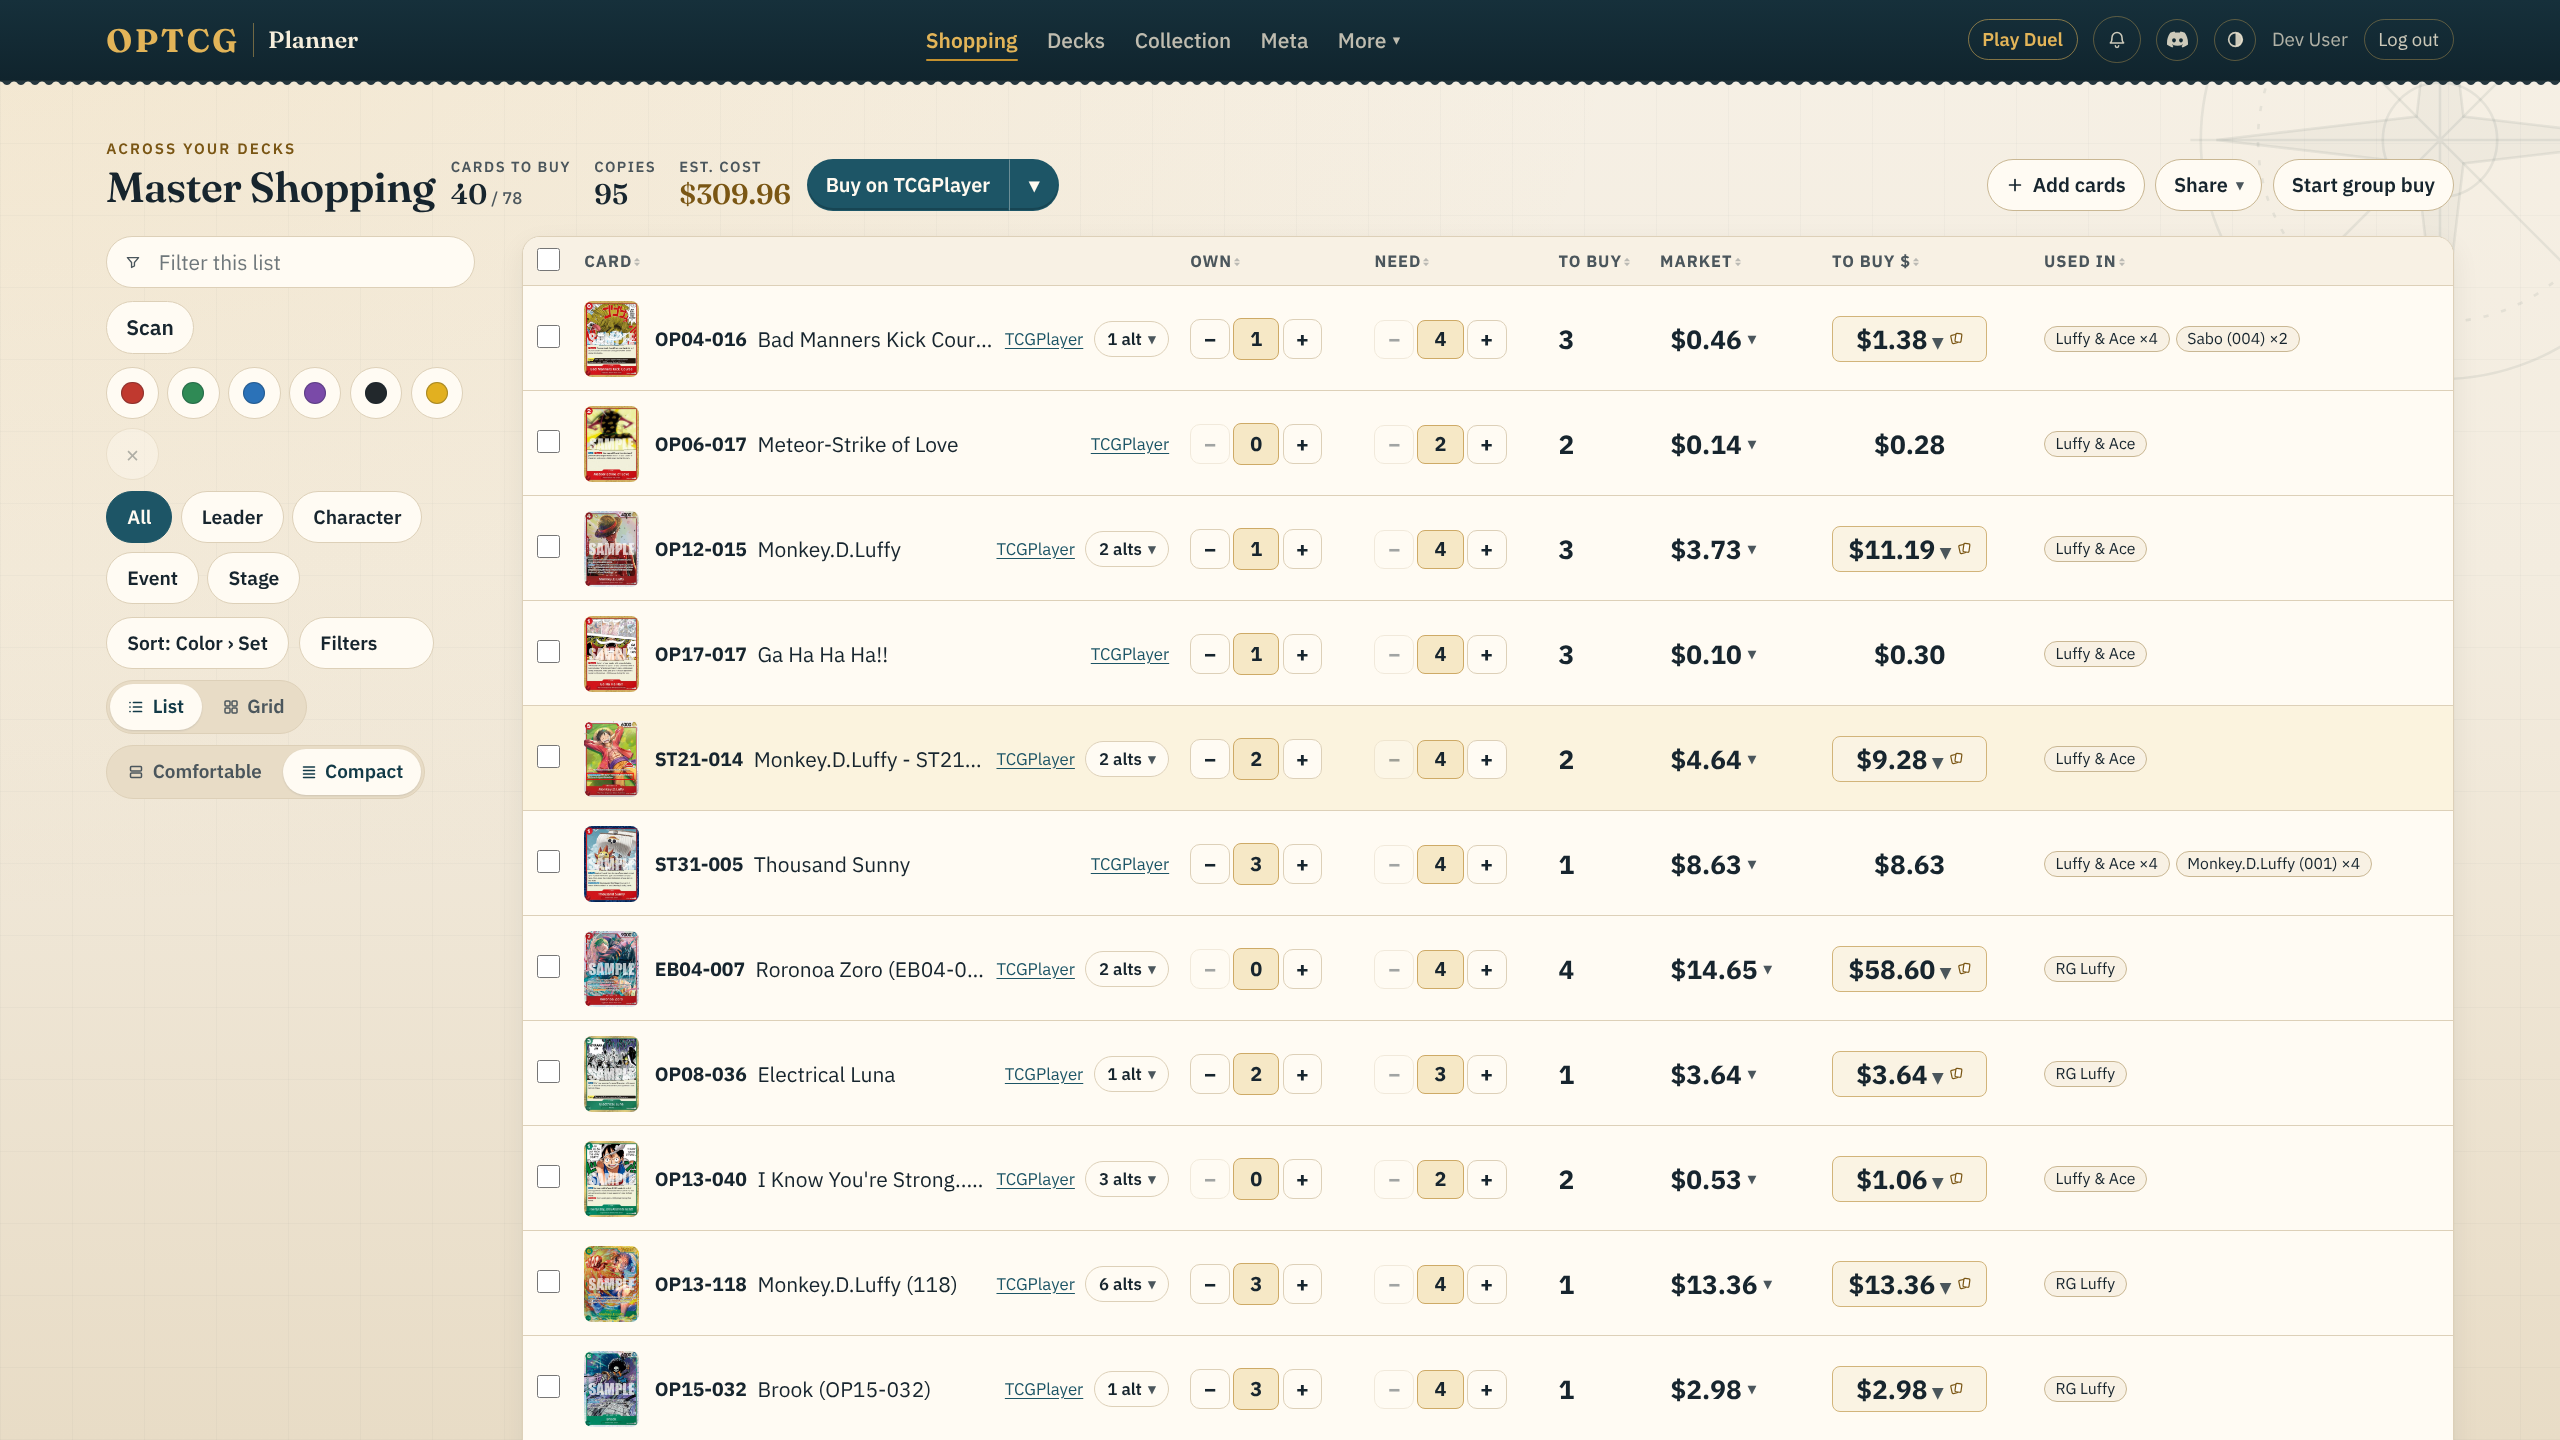 OPTCG Planner Shopping Decks Collection Meta More ▾ Play Duel Dev User Log out
ACROSS YOUR DECKS
Master Shopping CARDS TO BUY 40 / 78 COPIES 95 EST. COST $309.96 Buy on TCGPlayer ▼ + Add cards Share ▾ Start group buy
Filter this list
Scan
×
All Leader Character
Event Stage
Sort: Color › Set Filters
List Grid
Comfortable Compact
CARD OWN NEED TO BUY MARKET TO BUY $ USED IN
OP04-016 Bad Manners Kick Cour... TCGPlayer 1 alt ▾ − 1 + − 4 + 3 $0.46 ▾ $1.38 ▾ Luffy & Ace ×4 Sabo (004) ×2
OP06-017 Meteor-Strike of Love TCGPlayer − 0 + − 2 + 2 $0.14 ▾ $0.28 Luffy & Ace
OP12-015 Monkey.D.Luffy TCGPlayer 2 alts ▾ − 1 + − 4 + 3 $3.73 ▾ $11.19 ▾ Luffy & Ace
OP17-017 Ga Ha Ha Ha!! TCGPlayer − 1 + − 4 + 3 $0.10 ▾ $0.30 Luffy & Ace
ST21-014 Monkey.D.Luffy - ST21... TCGPlayer 2 alts ▾ − 2 + − 4 + 2 $4.64 ▾ $9.28 ▾ Luffy & Ace
ST31-005 Thousand Sunny TCGPlayer − 3 + − 4 + 1 $8.63 ▾ $8.63 Luffy & Ace ×4 Monkey.D.Luffy (001) ×4
EB04-007 Roronoa Zoro (EB04-0... TCGPlayer 2 alts ▾ − 0 + − 4 + 4 $14.65 ▾ $58.60 ▾ RG Luffy
OP08-036 Electrical Luna TCGPlayer 1 alt ▾ − 2 + − 3 + 1 $3.64 ▾ $3.64 ▾ RG Luffy
OP13-040 I Know You're Strong..... TCGPlayer 3 alts ▾ − 0 + − 2 + 2 $0.53 ▾ $1.06 ▾ Luffy & Ace
OP13-118 Monkey.D.Luffy (118) TCGPlayer 6 alts ▾ − 3 + − 4 + 1 $13.36 ▾ $13.36 ▾ RG Luffy
OP15-032 Brook (OP15-032) TCGPlayer 1 alt ▾ − 3 + − 4 + 1 $2.98 ▾ $2.98 ▾ RG Luffy